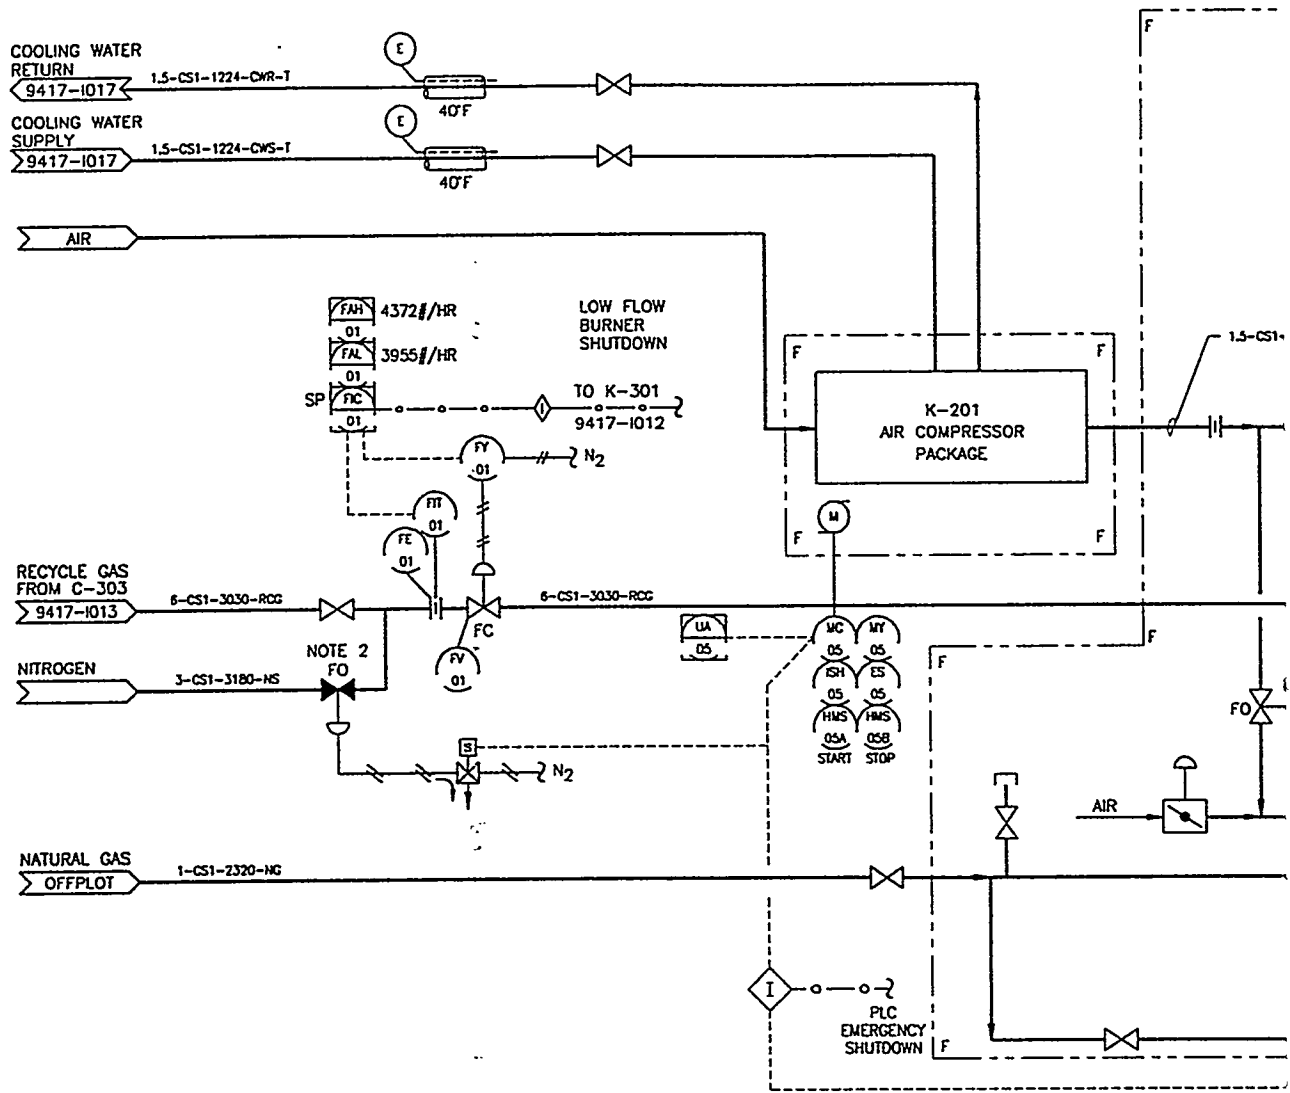 COOLING WATER
RETURN
9417-I017
1.5-CS1-1224-CWR-T
E
40°F
COOLING WATER
SUPPLY
9417-I017
1.5-CS1-1224-CWS-T
E
40°F
AIR
FAH
01
4372#/HR
FAL
01
3955#/HR
SP
FIC
01
LOW FLOW
BURNER
SHUTDOWN
I
TO K-301
9417-I012
FY
01
N2
FIT
01
FE
01
F
F
K-201
AIR COMPRESSOR
PACKAGE
M
F
F
F
1.5-CS1-
RECYCLE GAS
FROM C-303
9417-I013
6-CS1-3030-RCG
FC
FV
01
6-CS1-3030-RCG
UA
05
MC
05
MY
05
ISH
05
ES
05
HMS
05A
START
HMS
05B
STOP
F
F
NITROGEN
3-CS1-3180-NS
NOTE 2
FO
S
N2
FO
AIR
NATURAL GAS
OFFPLOT
1-CS1-2320-NG
I
PLC
EMERGENCY
SHUTDOWN
F